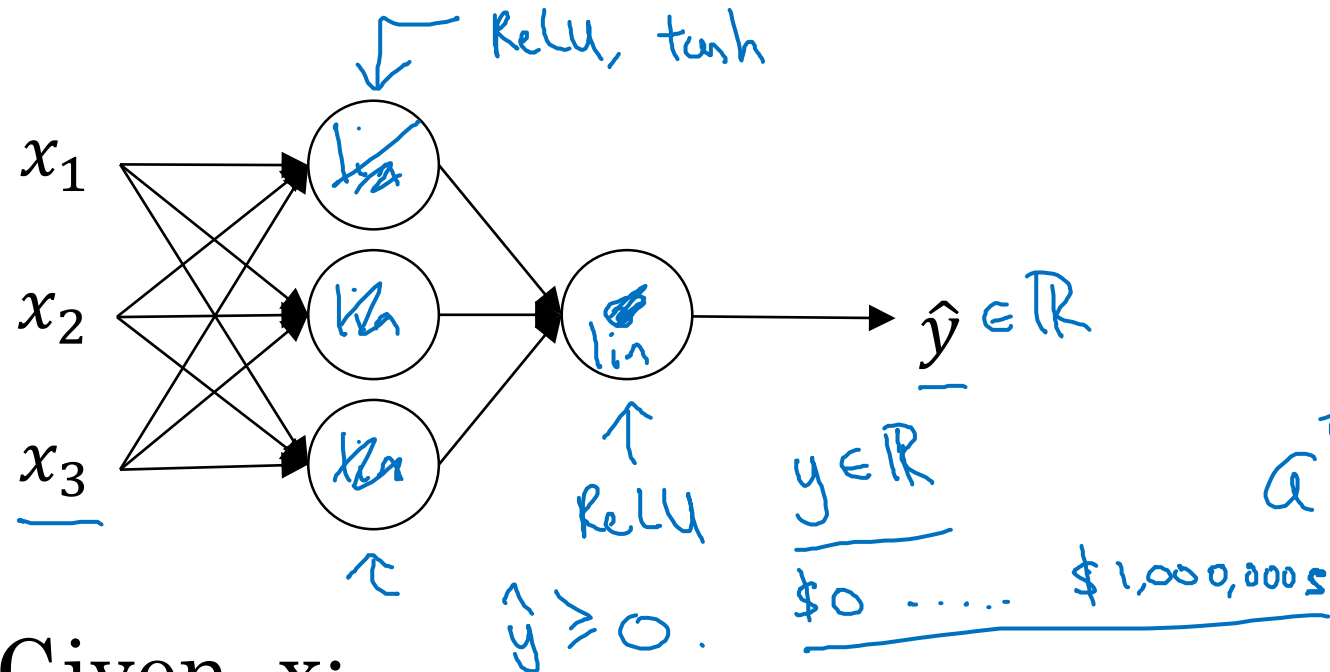 ReLU, tanh
x₁
x₂
x₃
lin
ŷ ∈ ℝ
ReLU
y ∈ ℝ
a
$0 ..... $1,000,000s
ŷ ≥ 0.
Given x: